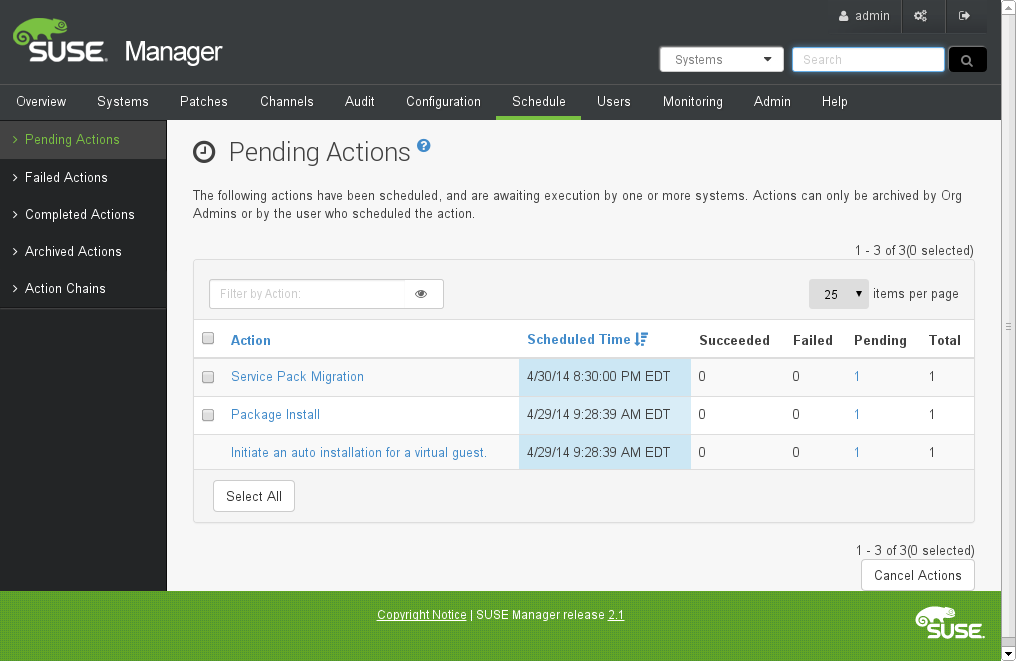 admin
SUSE. Manager
Systems
Search
Overview Systems Patches Channels Audit Configuration Schedule Users Monitoring Admin Help
Pending Actions
Failed Actions
Completed Actions
Archived Actions
Action Chains
Pending Actions ?
The following actions have been scheduled, and are awaiting execution by one or more systems. Actions can only be archived by Org
Admins or by the user who scheduled the action.
1 - 3 of 3(0 selected)
Filter by Action:
25 items per page
Action Scheduled Time Succeeded Failed Pending Total
Service Pack Migration 4/30/14 8:30:00 PM EDT 0 0 1 1
Package Install 4/29/14 9:28:39 AM EDT 0 0 1 1
Initiate an auto installation for a virtual guest. 4/29/14 9:28:39 AM EDT 0 0 1 1
Select All
1 - 3 of 3(0 selected)
Cancel Actions
Copyright Notice | SUSE Manager release 2.1
SUSE.